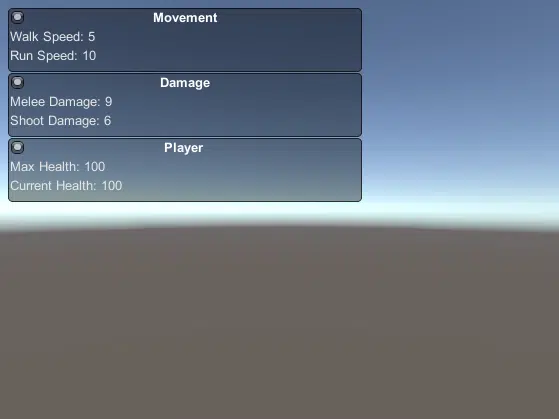 Movement
Walk Speed: 5
Run Speed: 10
Damage
Melee Damage: 9
Shoot Damage: 6
Player
Max Health: 100
Current Health: 100